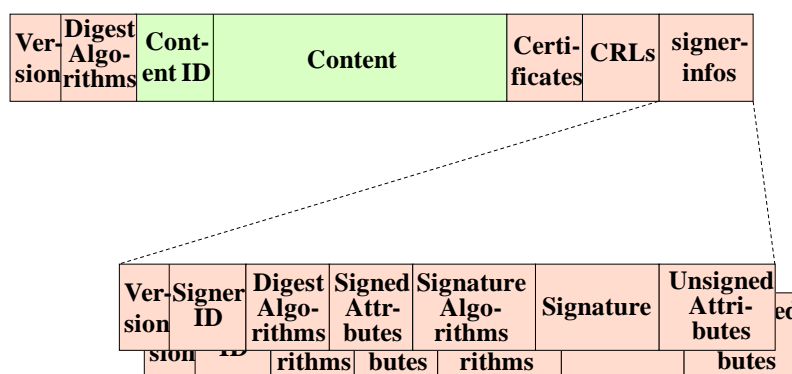 Ver-
sion
Digest
Algo-
rithms
Cont-
ent ID
Content
Certi-
ficates
CRLs
signer-
infos
Ver-
sion
Signer
ID
Digest
Algo-
rithms
Signed
Attr-
butes
Signature
Algo-
rithms
Signature
Unsigned
Attri-
butes
sion
ID
rithms
butes
rithms
ed
butes